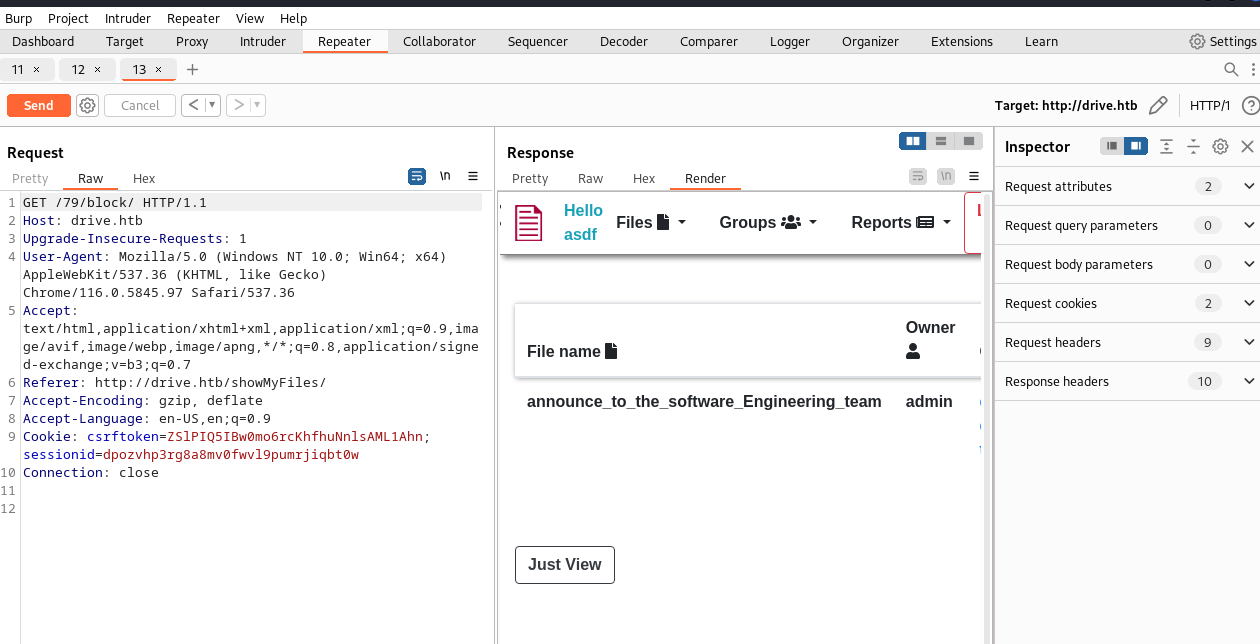 Burp Project Intruder Repeater View Help
Dashboard Target Proxy Intruder Repeater Collaborator Sequencer Decoder Comparer Logger Organizer Extensions Learn Settings
11 × 12 × 13 × +
Send Cancel < > Target: http://drive.htb HTTP/1 ?
Request
Pretty Raw Hex \n
1 GET /79/block/ HTTP/1.1
2 Host: drive.htb
3 Upgrade-Insecure-Requests: 1
4 User-Agent: Mozilla/5.0 (Windows NT 10.0; Win64; x64)
AppleWebKit/537.36 (KHTML, like Gecko)
Chrome/116.0.5845.97 Safari/537.36
5 Accept:
text/html,application/xhtml+xml,application/xml;q=0.9,ima
ge/avif,image/webp,image/apng,*/*;q=0.8,application/signe
d-exchange;v=b3;q=0.7
6 Referer: http://drive.htb/showMyFiles/
7 Accept-Encoding: gzip, deflate
8 Accept-Language: en-US,en;q=0.9
9 Cookie: csrftoken=ZSlPIQ5IBw0mo6rcKhfhuNnlsAML1Ahn;
sessionid=dpozvhp3rg8a8mv0fwvl9pumrjiqbt0w
10 Connection: close
11
12
Response
Pretty Raw Hex Render \n
Hello
asdf
Files Groups Reports
File name Owner
announce_to_the_software_Engineering_team admin
Just View
Inspector
Request attributes 2
Request query parameters 0
Request body parameters 0
Request cookies 2
Request headers 9
Response headers 10